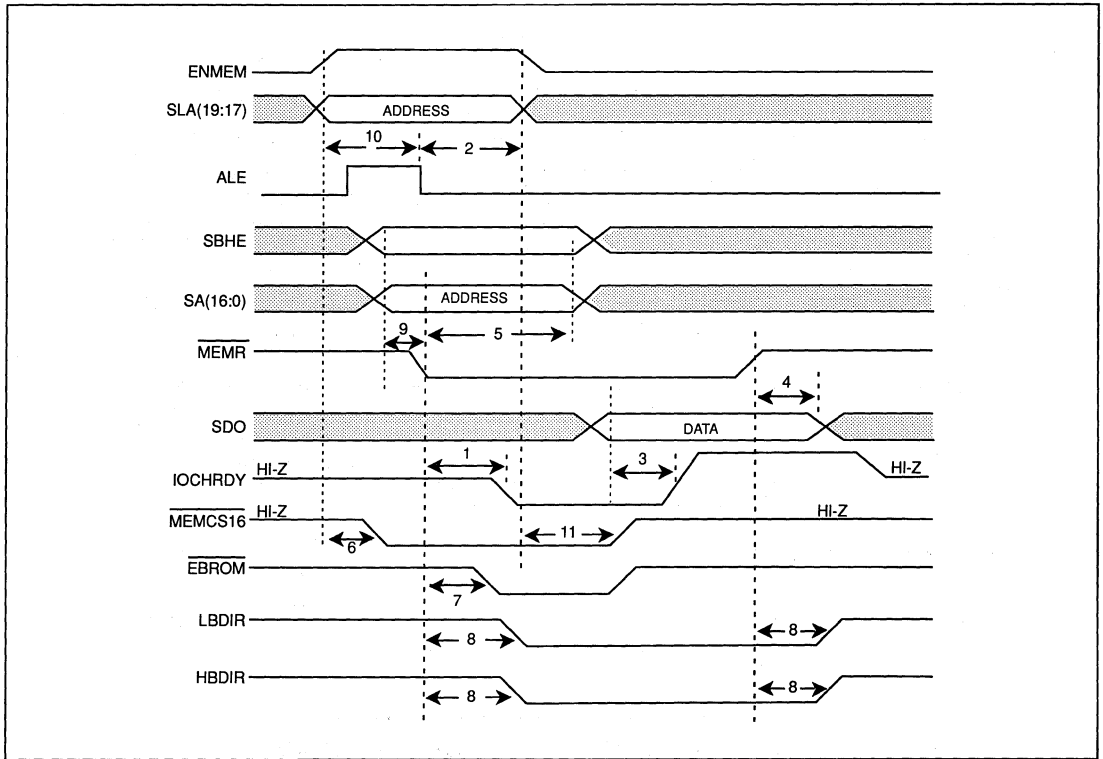 ENMEM
SLA(19:17) ADDRESS
10 2
ALE
SBHE
SA(16:0) ADDRESS
9 5
MEMR
4
SDO DATA
1 3
IOCHRDY HI-Z HI-Z
MEMCS16 HI-Z HI-Z
6 11
EBROM
7
LBDIR
8 8
HBDIR
8 8